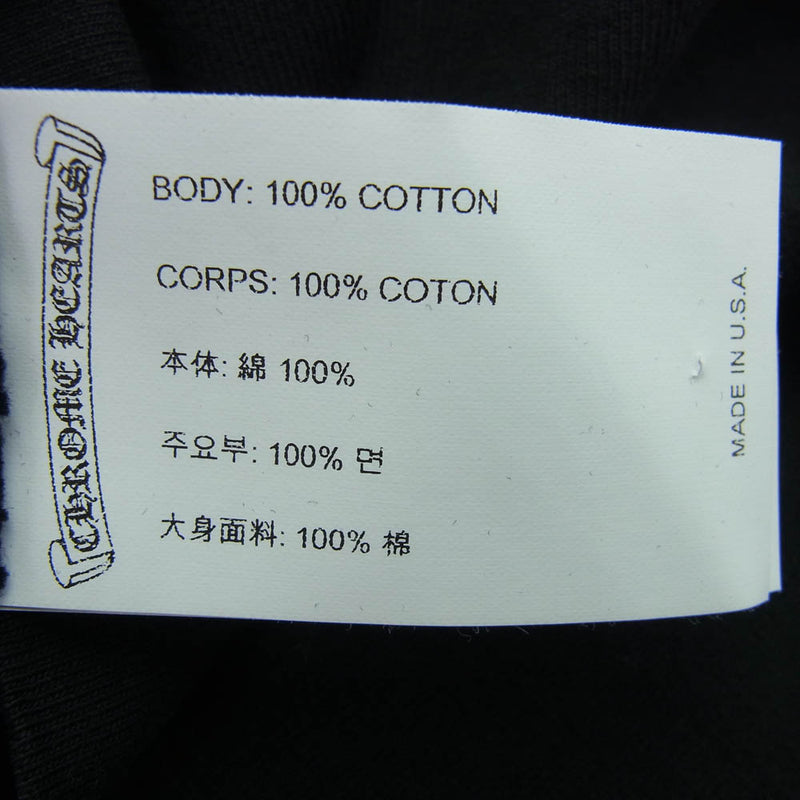 CHROME HEARTS
BODY: 100% COTTON
CORPS: 100% COTON
本体: 綿 100%
주요부: 100% 면
大身面料: 100% 棉
MADE IN U.S.A.